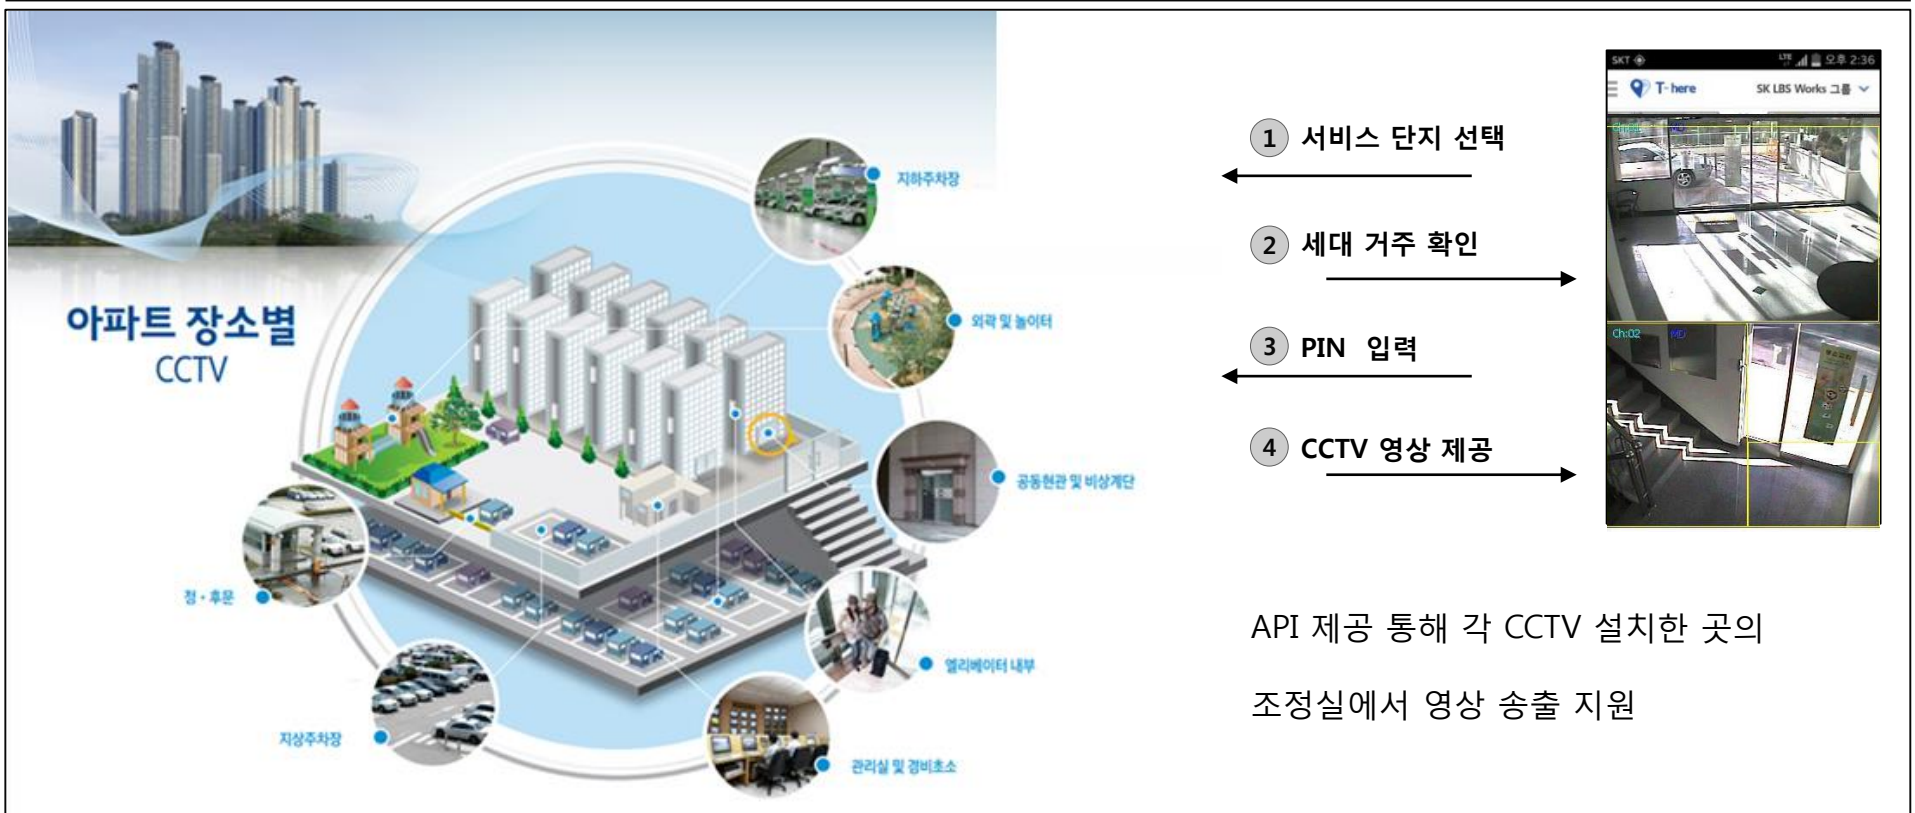 아파트 장소별
CCTV
지하주차장
외곽 및 놀이터
공동현관 및 비상계단
엘리베이터 내부
관리실 및 경비초소
지상주차장
정·후문
1 서비스 단지 선택
2 세대 거주 확인
3 PIN 입력
4 CCTV 영상 제공
SKT LTE 오후 2:36
T-here SK LBS Works 그룹
Ch:01 MD
Ch:02 MD
API 제공 통해 각 CCTV 설치한 곳의
조정실에서 영상 송출 지원